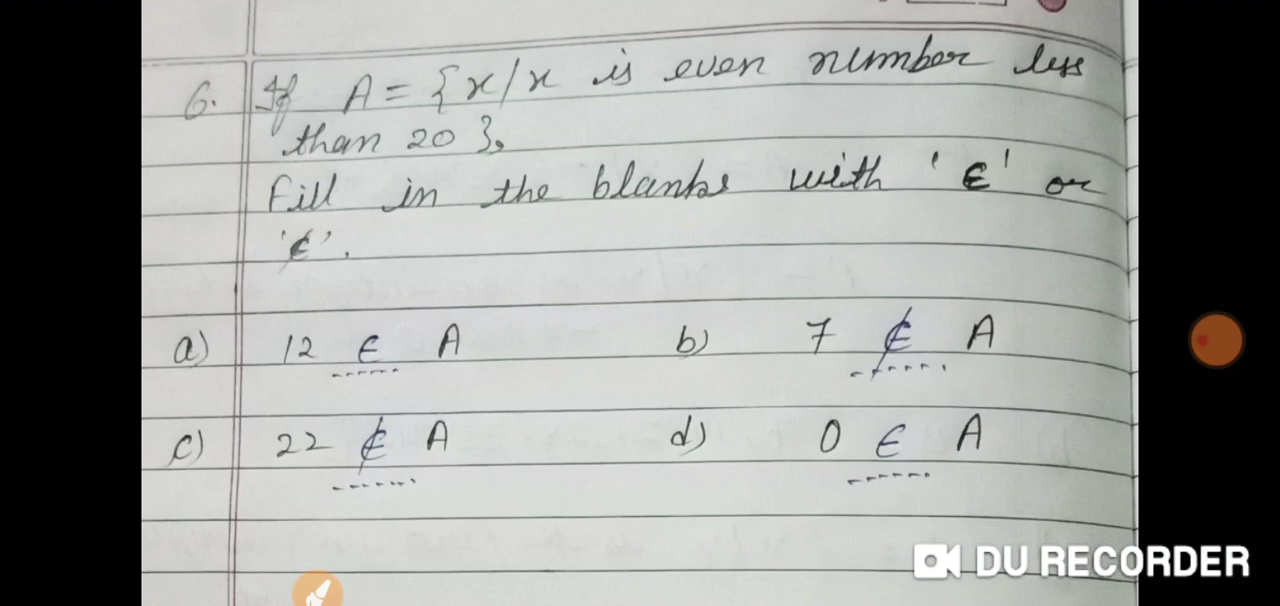 6. If A = {x/x is even number less
than 20 }.
Fill in the blanks with '∈' or
'∉'.
a) 12 ∈ A b) 7 ∉ A
c) 22 ∉ A d) 0 ∈ A
DU RECORDER